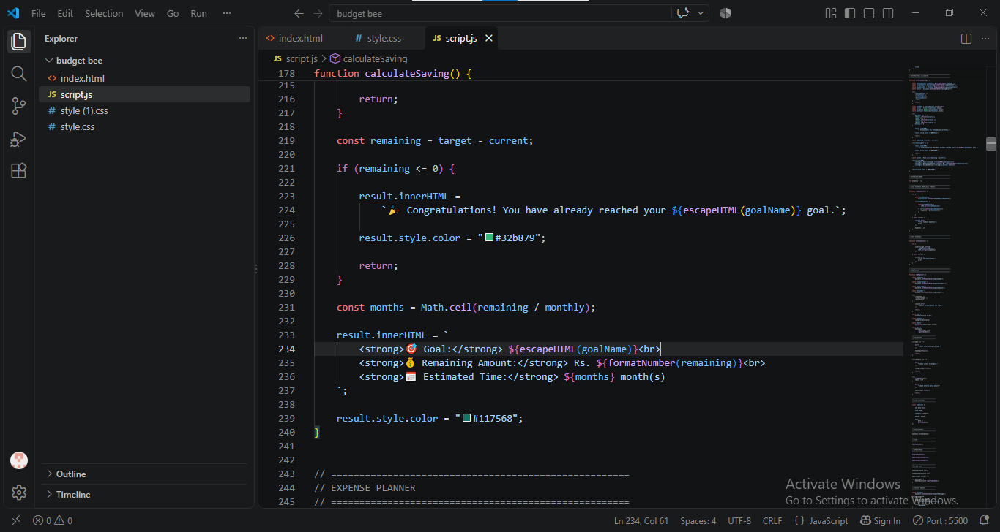 File Edit Selection View Go Run ···
budget bee
Explorer
budget bee
<> index.html
JS script.js
# style (1).css
# style.css
Outline
Timeline
<> index.html
# style.css
JS script.js
JS script.js > calculateSaving
178 function calculateSaving() {
215
216 return;
217 }
218
219 const remaining = target - current;
220
221 if (remaining <= 0) {
222
223 result.innerHTML =
224 `🎉 Congratulations! You have already reached your ${escapeHTML(goalName)} goal.`;
225
226 result.style.color = "#32b879";
227
228 return;
229 }
230
231 const months = Math.ceil(remaining / monthly);
232
233 result.innerHTML = `
234 <strong>🎯 Goal:</strong> ${escapeHTML(goalName)}<br>
235 <strong>💰 Remaining Amount:</strong> Rs. ${formatNumber(remaining)}<br>
236 <strong>📅 Estimated Time:</strong> ${months} month(s)
237 `;
238
239 result.style.color = "#117568";
240 }
241
242
243 // ====================================================
244 // EXPENSE PLANNER
245 // ====================================================
Activate Windows
Go to Settings to activate Windows.
0 0
Ln 234, Col 61
Spaces: 4
UTF-8
CRLF
{ } JavaScript
Sign In
Port : 5500